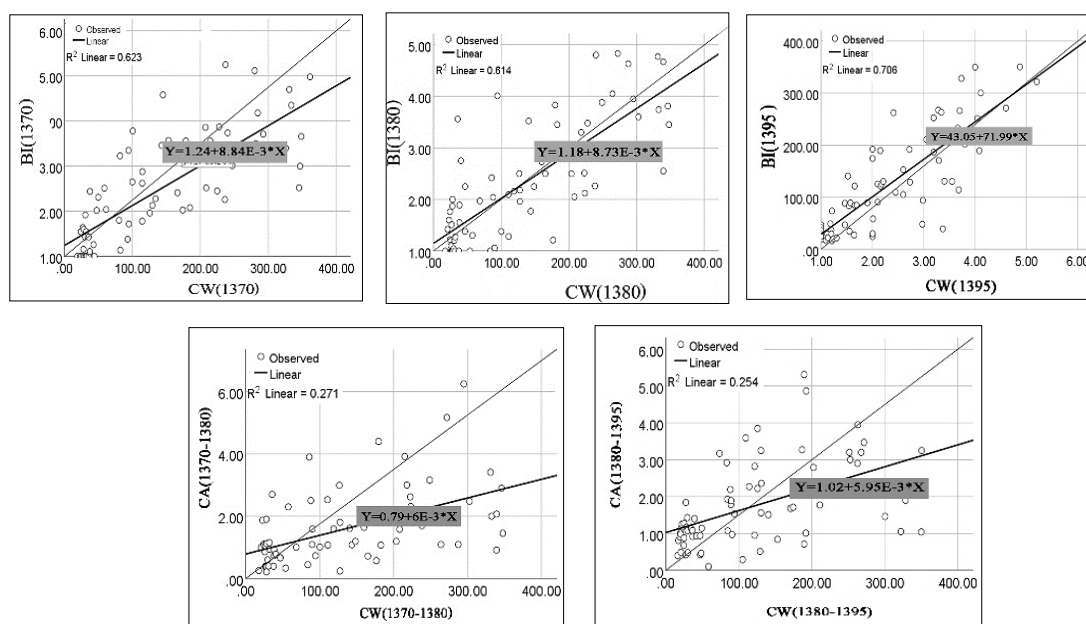 6.00
5.00
4.00
3.00
2.00
1.00
Observed
Linear
R² Linear = 0.623
Y=1.24+8.84E-3*X
BI(1370)
.00 100.00 200.00 300.00 400.00
CW(1370)
5.00
4.00
3.00
2.00
1.00
Observed
Linear
R² Linear = 0.614
Y=1.18+8.73E-3*X
BI(1380)
.00 100.00 200.00 300.00 400.00
CW(1380)
400.00
300.00
200.00
100.00
.00
Observed
Linear
R² Linear = 0.706
Y=43.05+71.99*X
BI(1395)
1.00 2.00 3.00 4.00 5.00 6.00
CW(1395)
6.00
4.00
2.00
.00
Observed
Linear
R² Linear = 0.271
Y=0.79+6E-3*X
CA(1370-1380)
.00 100.00 200.00 300.00 400.00
CW(1370-1380)
6.00
5.00
4.00
3.00
2.00
1.00
.00
Observed
Linear
R² Linear = 0.254
Y=1.02+5.95E-3*X
CA(1380-1395)
.00 100.00 200.00 300.00 400.00
CW(1380-1395)